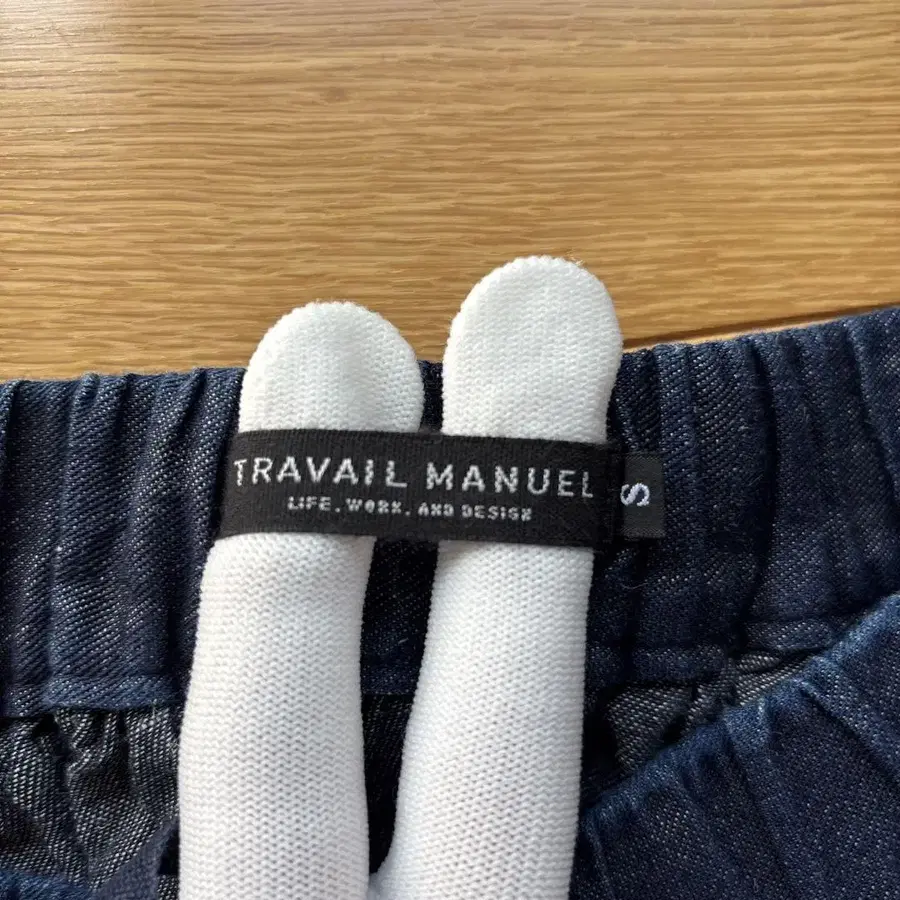 TRAVAIL MANUEL
LIFE. WORK. AND DESIGN
S